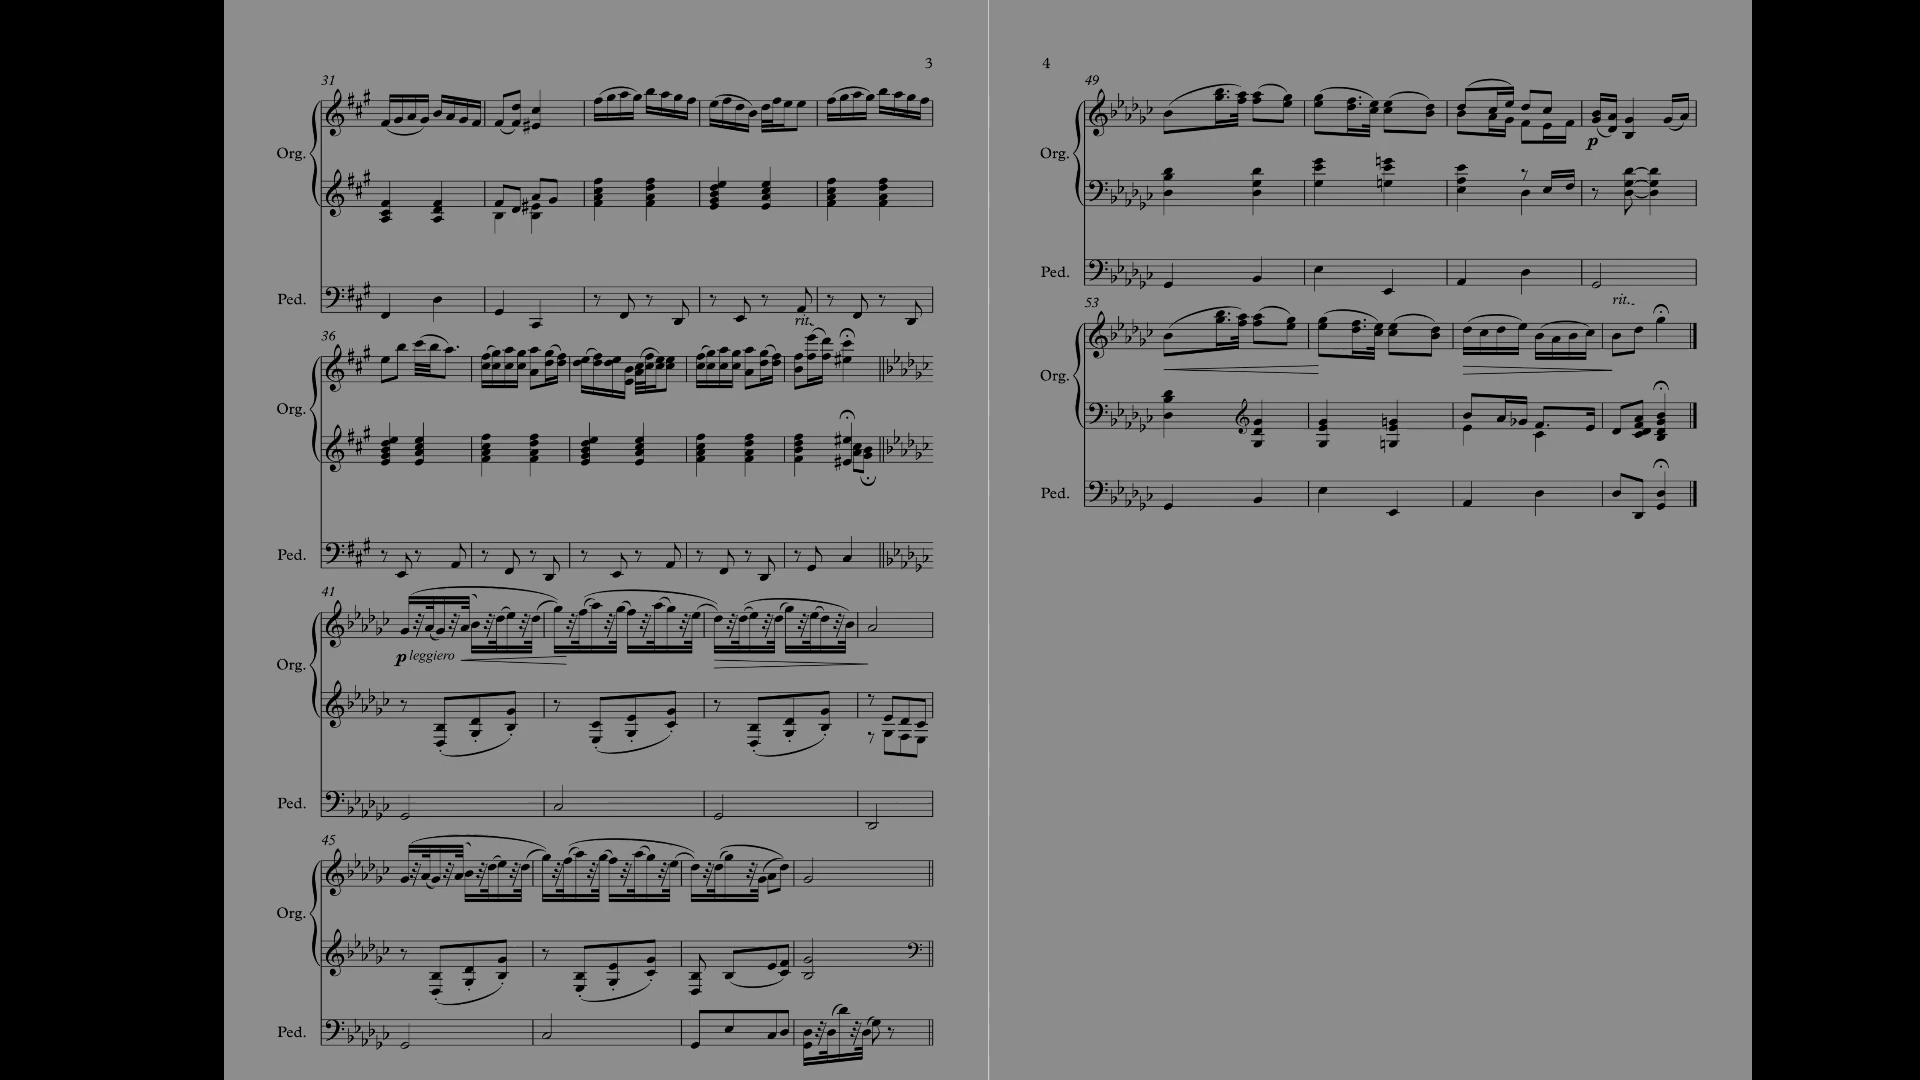 3
31
Org.
Ped.
rit.
36
Org.
Ped.
41
p leggiero
Org.
Ped.
45
Org.
Ped.
4
49
p
Org.
Ped.
rit.
53
Org.
Ped.